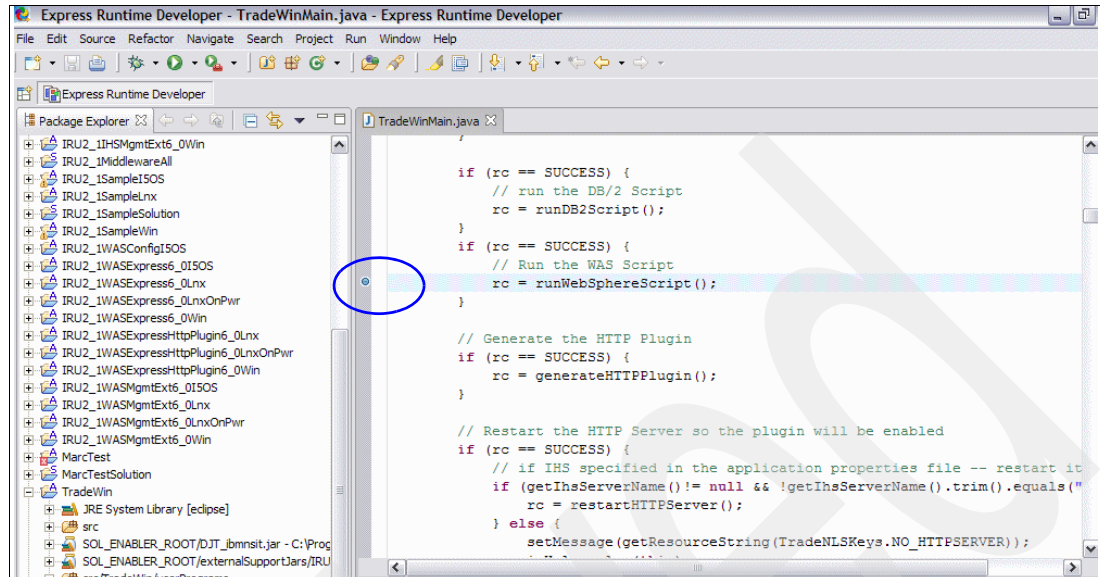 Express Runtime Developer - TradeWinMain.java - Express Runtime Developer
File Edit Source Refactor Navigate Search Project Run Window Help
Express Runtime Developer
Package Explorer
IRU2_1IHSMgmtExt6_0Win
IRU2_1MiddlewareAll
IRU2_1SampleI5OS
IRU2_1SampleLnx
IRU2_1SampleSolution
IRU2_1SampleWin
IRU2_1WASConfigI5OS
IRU2_1WASExpress6_0I5OS
IRU2_1WASExpress6_0Lnx
IRU2_1WASExpress6_0LnxOnPwr
IRU2_1WASExpress6_0Win
IRU2_1WASExpressHttpPlugin6_0Lnx
IRU2_1WASExpressHttpPlugin6_0LnxOnPwr
IRU2_1WASExpressHttpPlugin6_0Win
IRU2_1WASMgmtExt6_0I5OS
IRU2_1WASMgmtExt6_0Lnx
IRU2_1WASMgmtExt6_0LnxOnPwr
IRU2_1WASMgmtExt6_0Win
MarcTest
MarcTestSolution
TradeWin
JRE System Library [eclipse]
src
SOL_ENABLER_ROOT/DJT_ibmnsit.jar - C:\Prog
SOL_ENABLER_ROOT/externalSupportJars/IRU
TradeWinMain.java
if (rc == SUCCESS) {
// run the DB/2 Script
rc = runDB2Script();
}
if (rc == SUCCESS) {
// Run the WAS Script
rc = runWebSphereScript();
}
// Generate the HTTP Plugin
if (rc == SUCCESS) {
rc = generateHTTPPlugin();
}
// Restart the HTTP Server so the plugin will be enabled
if (rc == SUCCESS) {
// if IHS specified in the application properties file -- restart it
if (getIhsServerName()!= null && !getIhsServerName().trim().equals("
rc = restartHTTPServer();
} else {
setMessage(getResourceString(TradeNLSKeys.NO_HTTPSERVER));